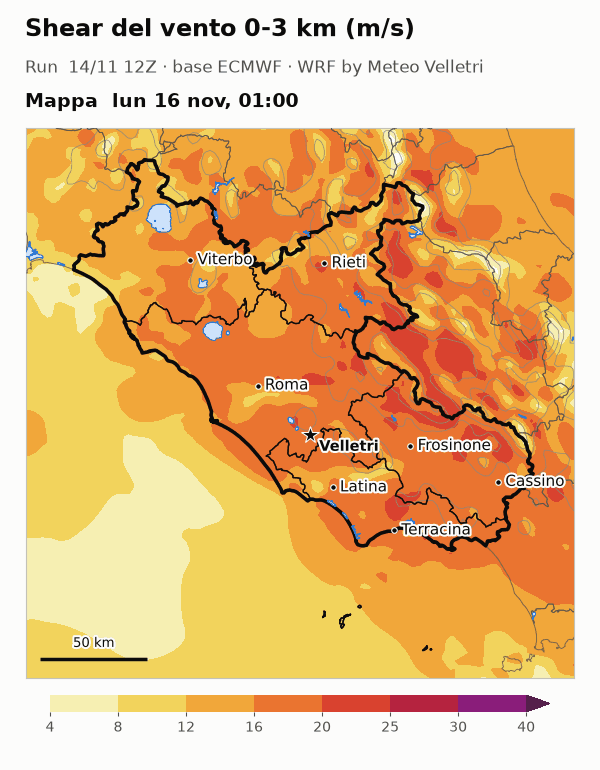 Shear del vento 0-3 km (m/s)
Run  14/11 12Z · base ECMWF · WRF by Meteo Velletri
Mappa  lun 16 nov, 01:00
Viterbo
Rieti
Roma
Velletri
Frosinone
Cassino
Latina
Terracina
50 km
4 8 12 16 20 25 30 40